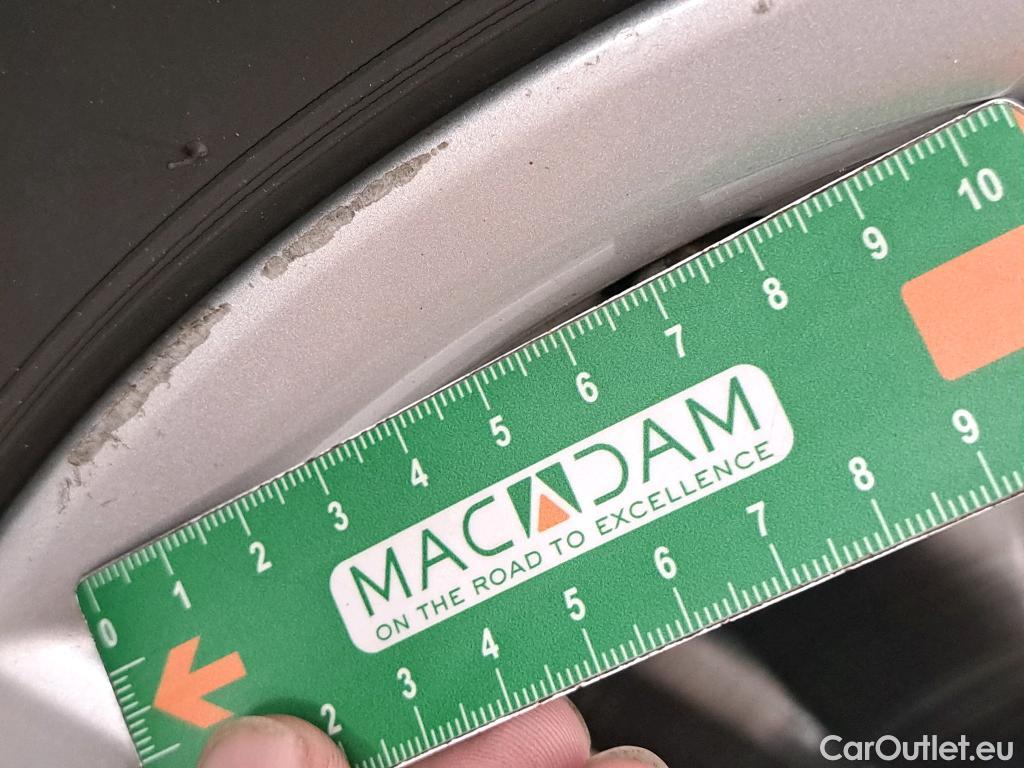 0 1 2 3 4 5 6 7 8 9 10
MACADAM
ON THE ROAD TO EXCELLENCE
2 3 4 5 6 7 8 9
CarOutlet.eu